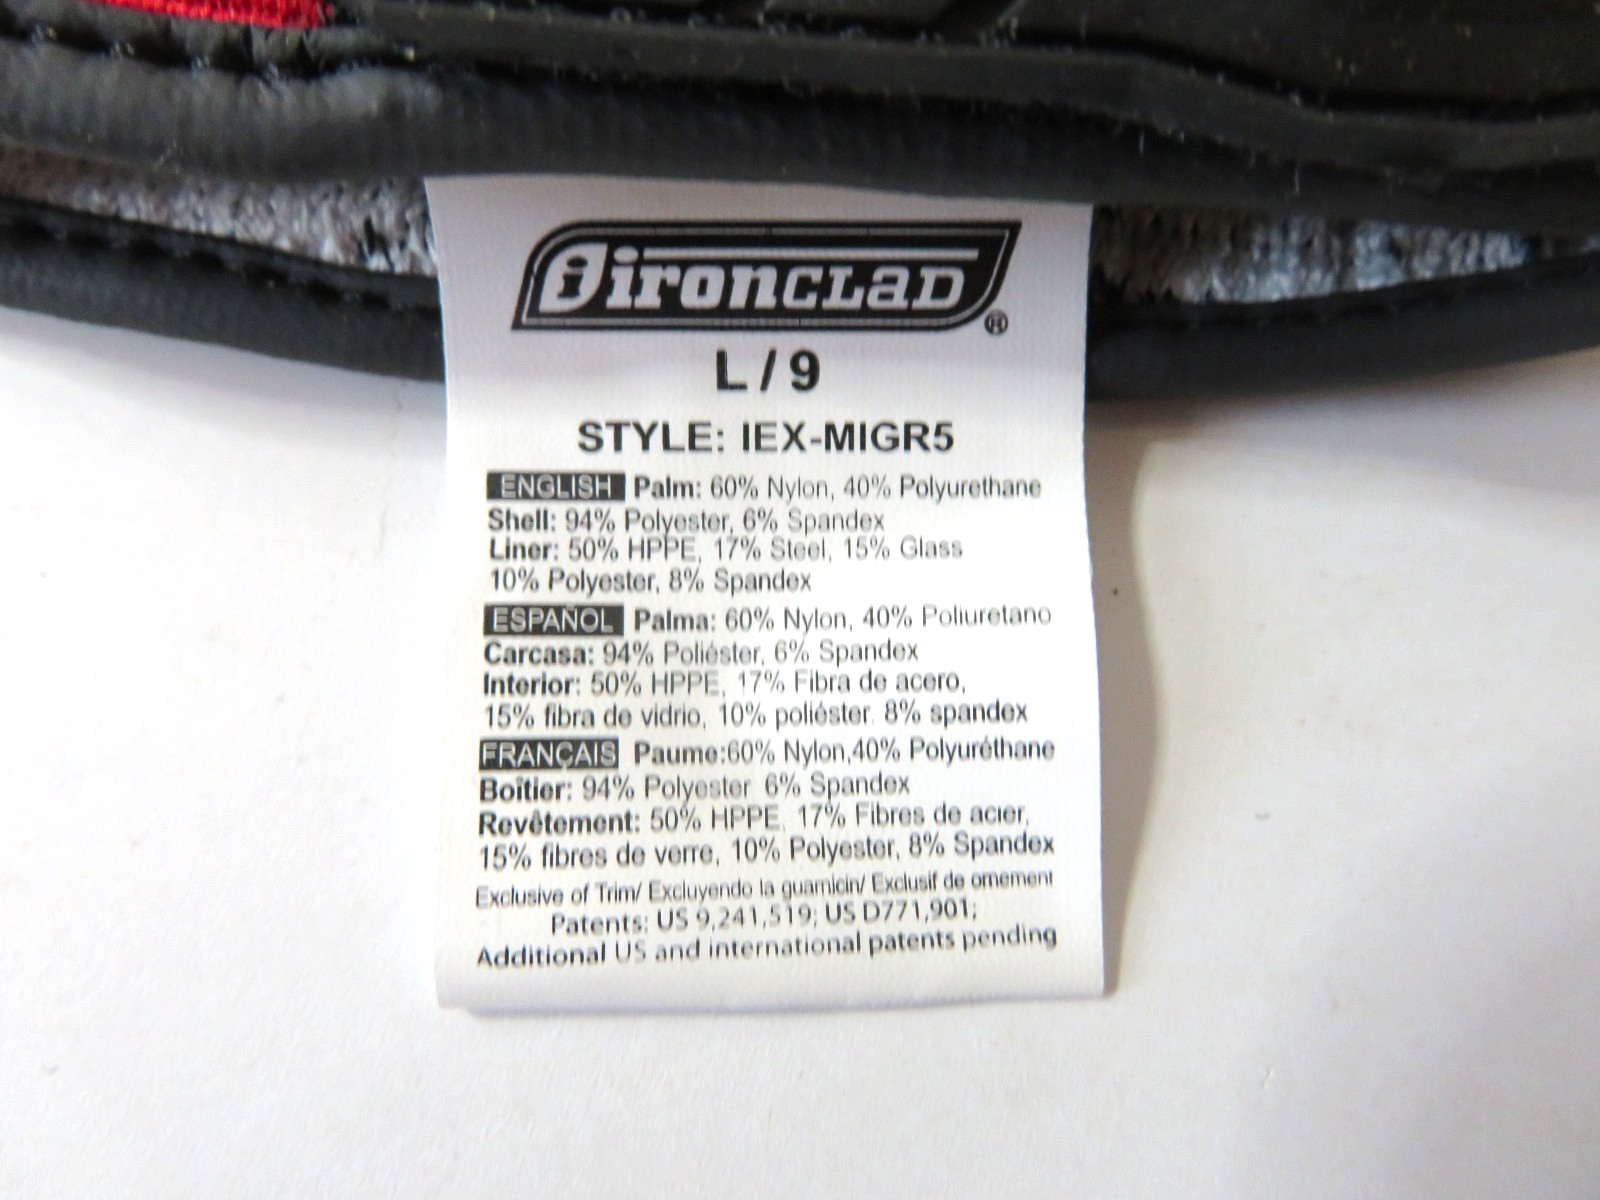 ironclad®
L / 9
STYLE: IEX-MIGR5
ENGLISH Palm: 60% Nylon, 40% Polyurethane
Shell: 94% Polyester, 6% Spandex
Liner: 50% HPPE, 17% Steel, 15% Glass
10% Polyester, 8% Spandex
ESPAÑOL Palma: 60% Nylon, 40% Poliuretano
Carcasa: 94% Poliéster, 6% Spandex
Interior: 50% HPPE, 17% Fibra de acero,
15% fibra de vidrio, 10% poliéster. 8% spandex
FRANÇAIS Paume:60% Nylon,40% Polyuréthane
Boîtier: 94% Polyester 6% Spandex
Revêtement: 50% HPPE, 17% Fibres de acier,
15% fibres de verre, 10% Polyester, 8% Spandex
Exclusive of Trim/ Excluyendo la guarnicin/ Exclusif de ornement
Patents: US 9,241,519; US D771,901;
Additional US and international patents pending